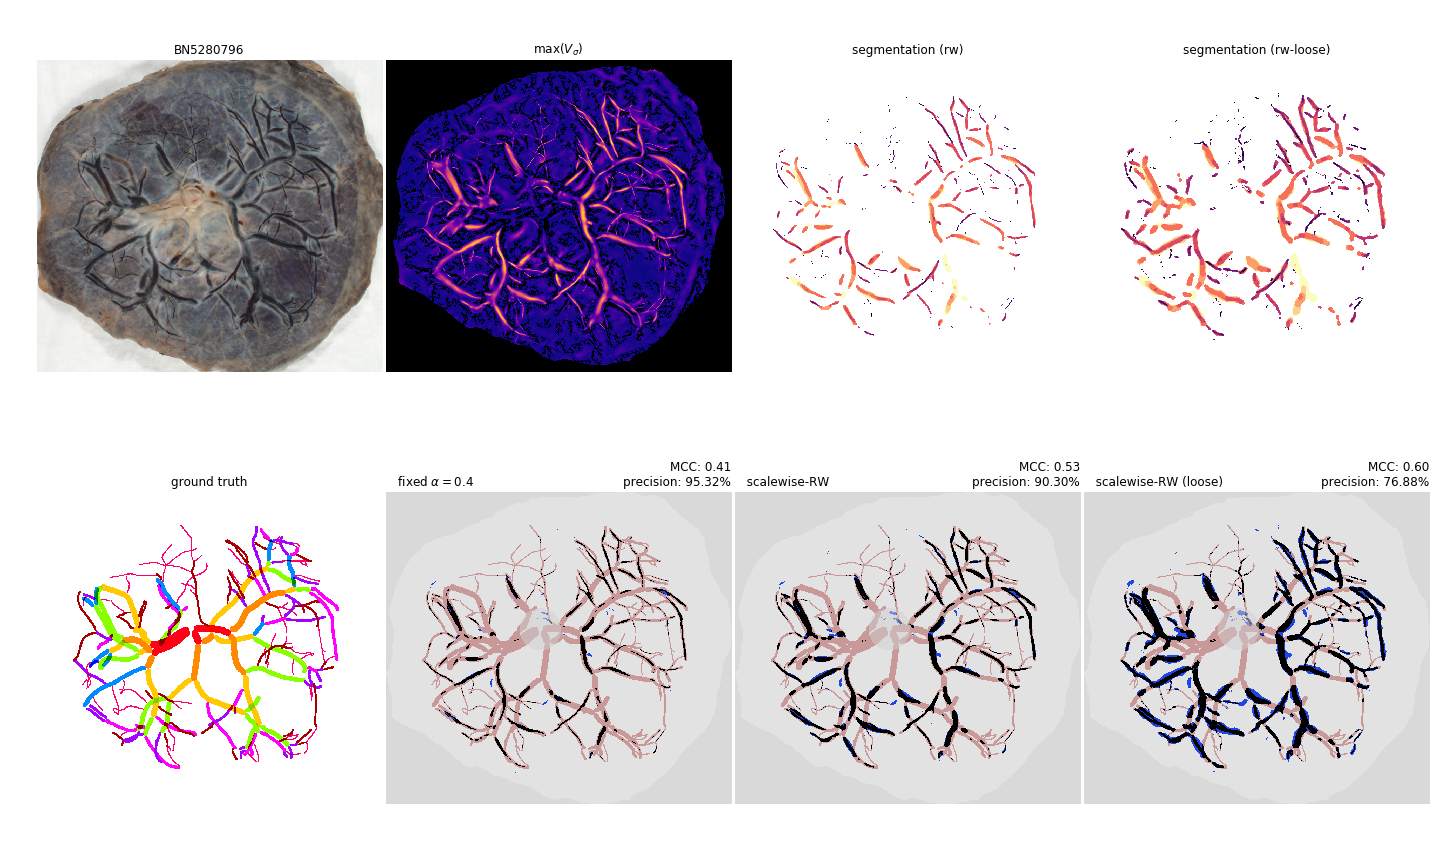 BN5280796
max(V_σ)
segmentation (rw)
segmentation (rw-loose)
ground truth
fixed α = 0.4
MCC: 0.41
precision: 95.32%
scalewise-RW
MCC: 0.53
precision: 90.30%
scalewise-RW (loose)
MCC: 0.60
precision: 76.88%